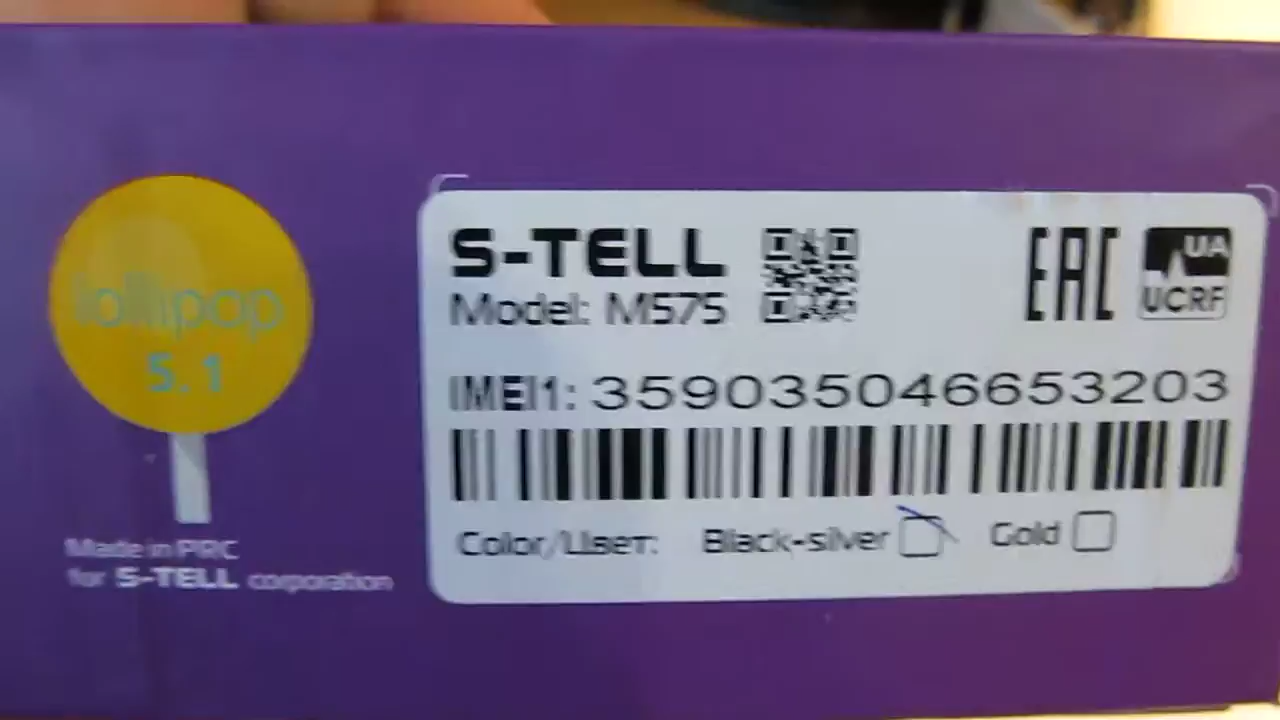 lollipop
5.1
Made in PRC
for S-TELL corporation
S-TELL
Model: M575
EAC
UA
UCRF
IMEI1: 359035046653203
Color/Цвет: Black-silver Gold